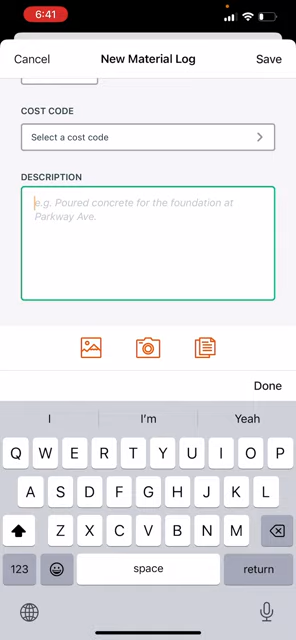 6:41
Cancel New Material Log Save
COST CODE
Select a cost code
DESCRIPTION
e.g. Poured concrete for the foundation at
Parkway Ave.
Done
I I'm Yeah
Q W E R T Y U I O P
A S D F G H J K L
Z X C V B N M
123 space return